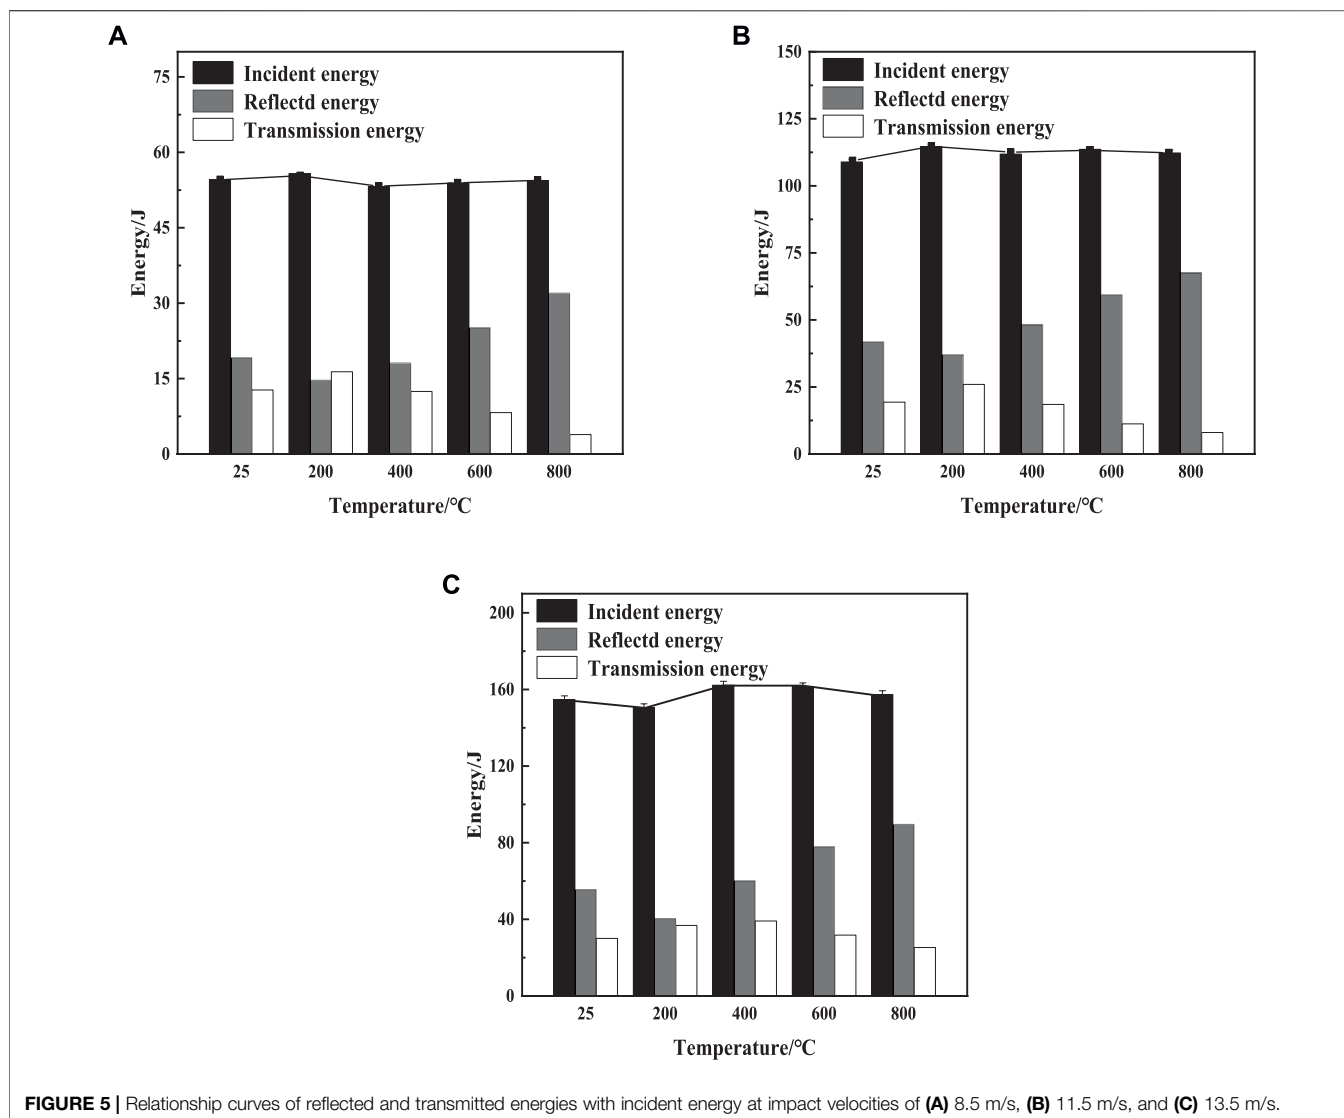 A
75
60
45
30
15
0
Energy/J
Incident energy
Reflectd energy
Transmission energy
25 200 400 600 800
Temperature/°C
B
150
125
100
75
50
25
0
Energy/J
Incident energy
Reflectd energy
Transmission energy
25 200 400 600 800
Temperature/°C
C
200
160
120
80
40
0
Energy/J
Incident energy
Reflectd energy
Transmission energy
25 200 400 600 800
Temperature/°C
FIGURE 5 | Relationship curves of reflected and transmitted energies with incident energy at impact velocities of (A) 8.5 m/s, (B) 11.5 m/s, and (C) 13.5 m/s.